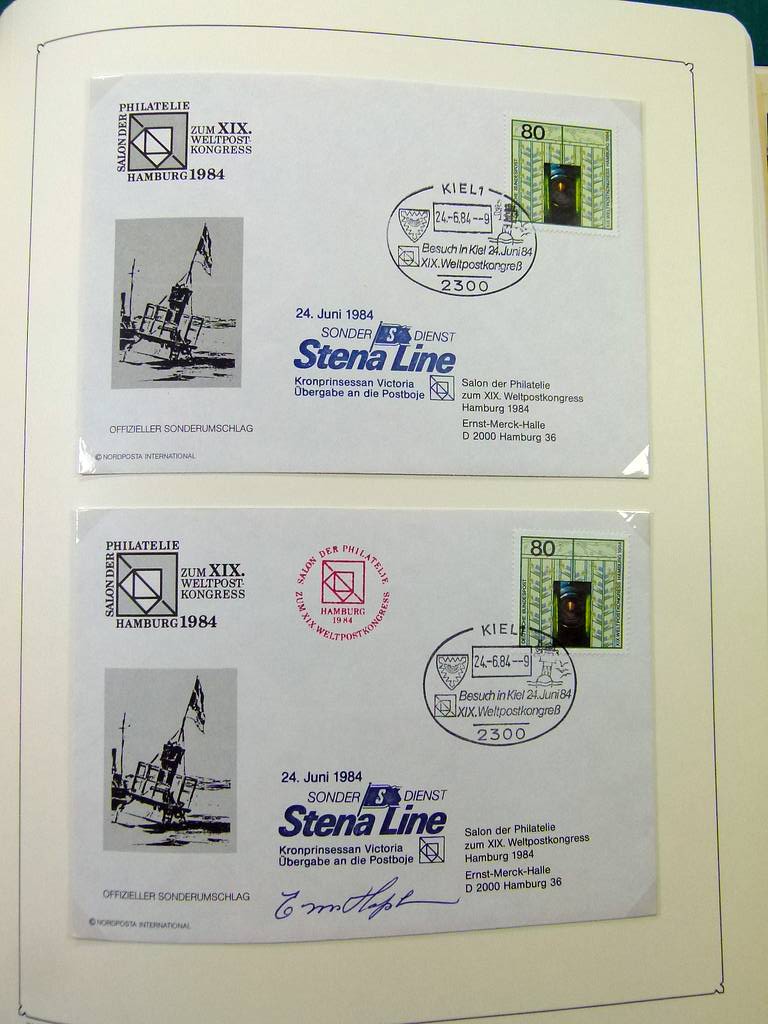 SALON DER
PHILATELIE
ZUM XIX.
WELTPOST-
KONGRESS
HAMBURG 1984
80
KIEL 1
24.-6.84--9
Besuch in Kiel 24.Juni 84
XIX.Weltpostkongreß
2300
24. Juni 1984
SONDER S DIENST
Stena Line
Kronprinsessan Victoria
Übergabe an die Postboje
Salon der Philatelie
zum XIX. Weltpostkongress
Hamburg 1984
Ernst-Merck-Halle
D 2000 Hamburg 36
OFFIZIELLER SONDERUMSCHLAG
© NORDPOSTA INTERNATIONAL
SALON DER
PHILATELIE
ZUM XIX.
WELTPOST-
KONGRESS
HAMBURG 1984
SALON DER PHILATELIE
HAMBURG
1984
ZUM XIX WELTPOSTKONGRESS
80
XIX.WELTPOSTKONGRESS HAMBURG 1984
KIEL 1
24.-6.84--9
Besuch in Kiel 24.Juni 84
XIX.Weltpostkongreß
2300
24. Juni 1984
SONDER S DIENST
Stena Line
Kronprinsessan Victoria
Übergabe an die Postboje
Salon der Philatelie
zum XIX. Weltpostkongress
Hamburg 1984
Ernst-Merck-Halle
D 2000 Hamburg 36
OFFIZIELLER SONDERUMSCHLAG
© NORDPOSTA INTERNATIONAL